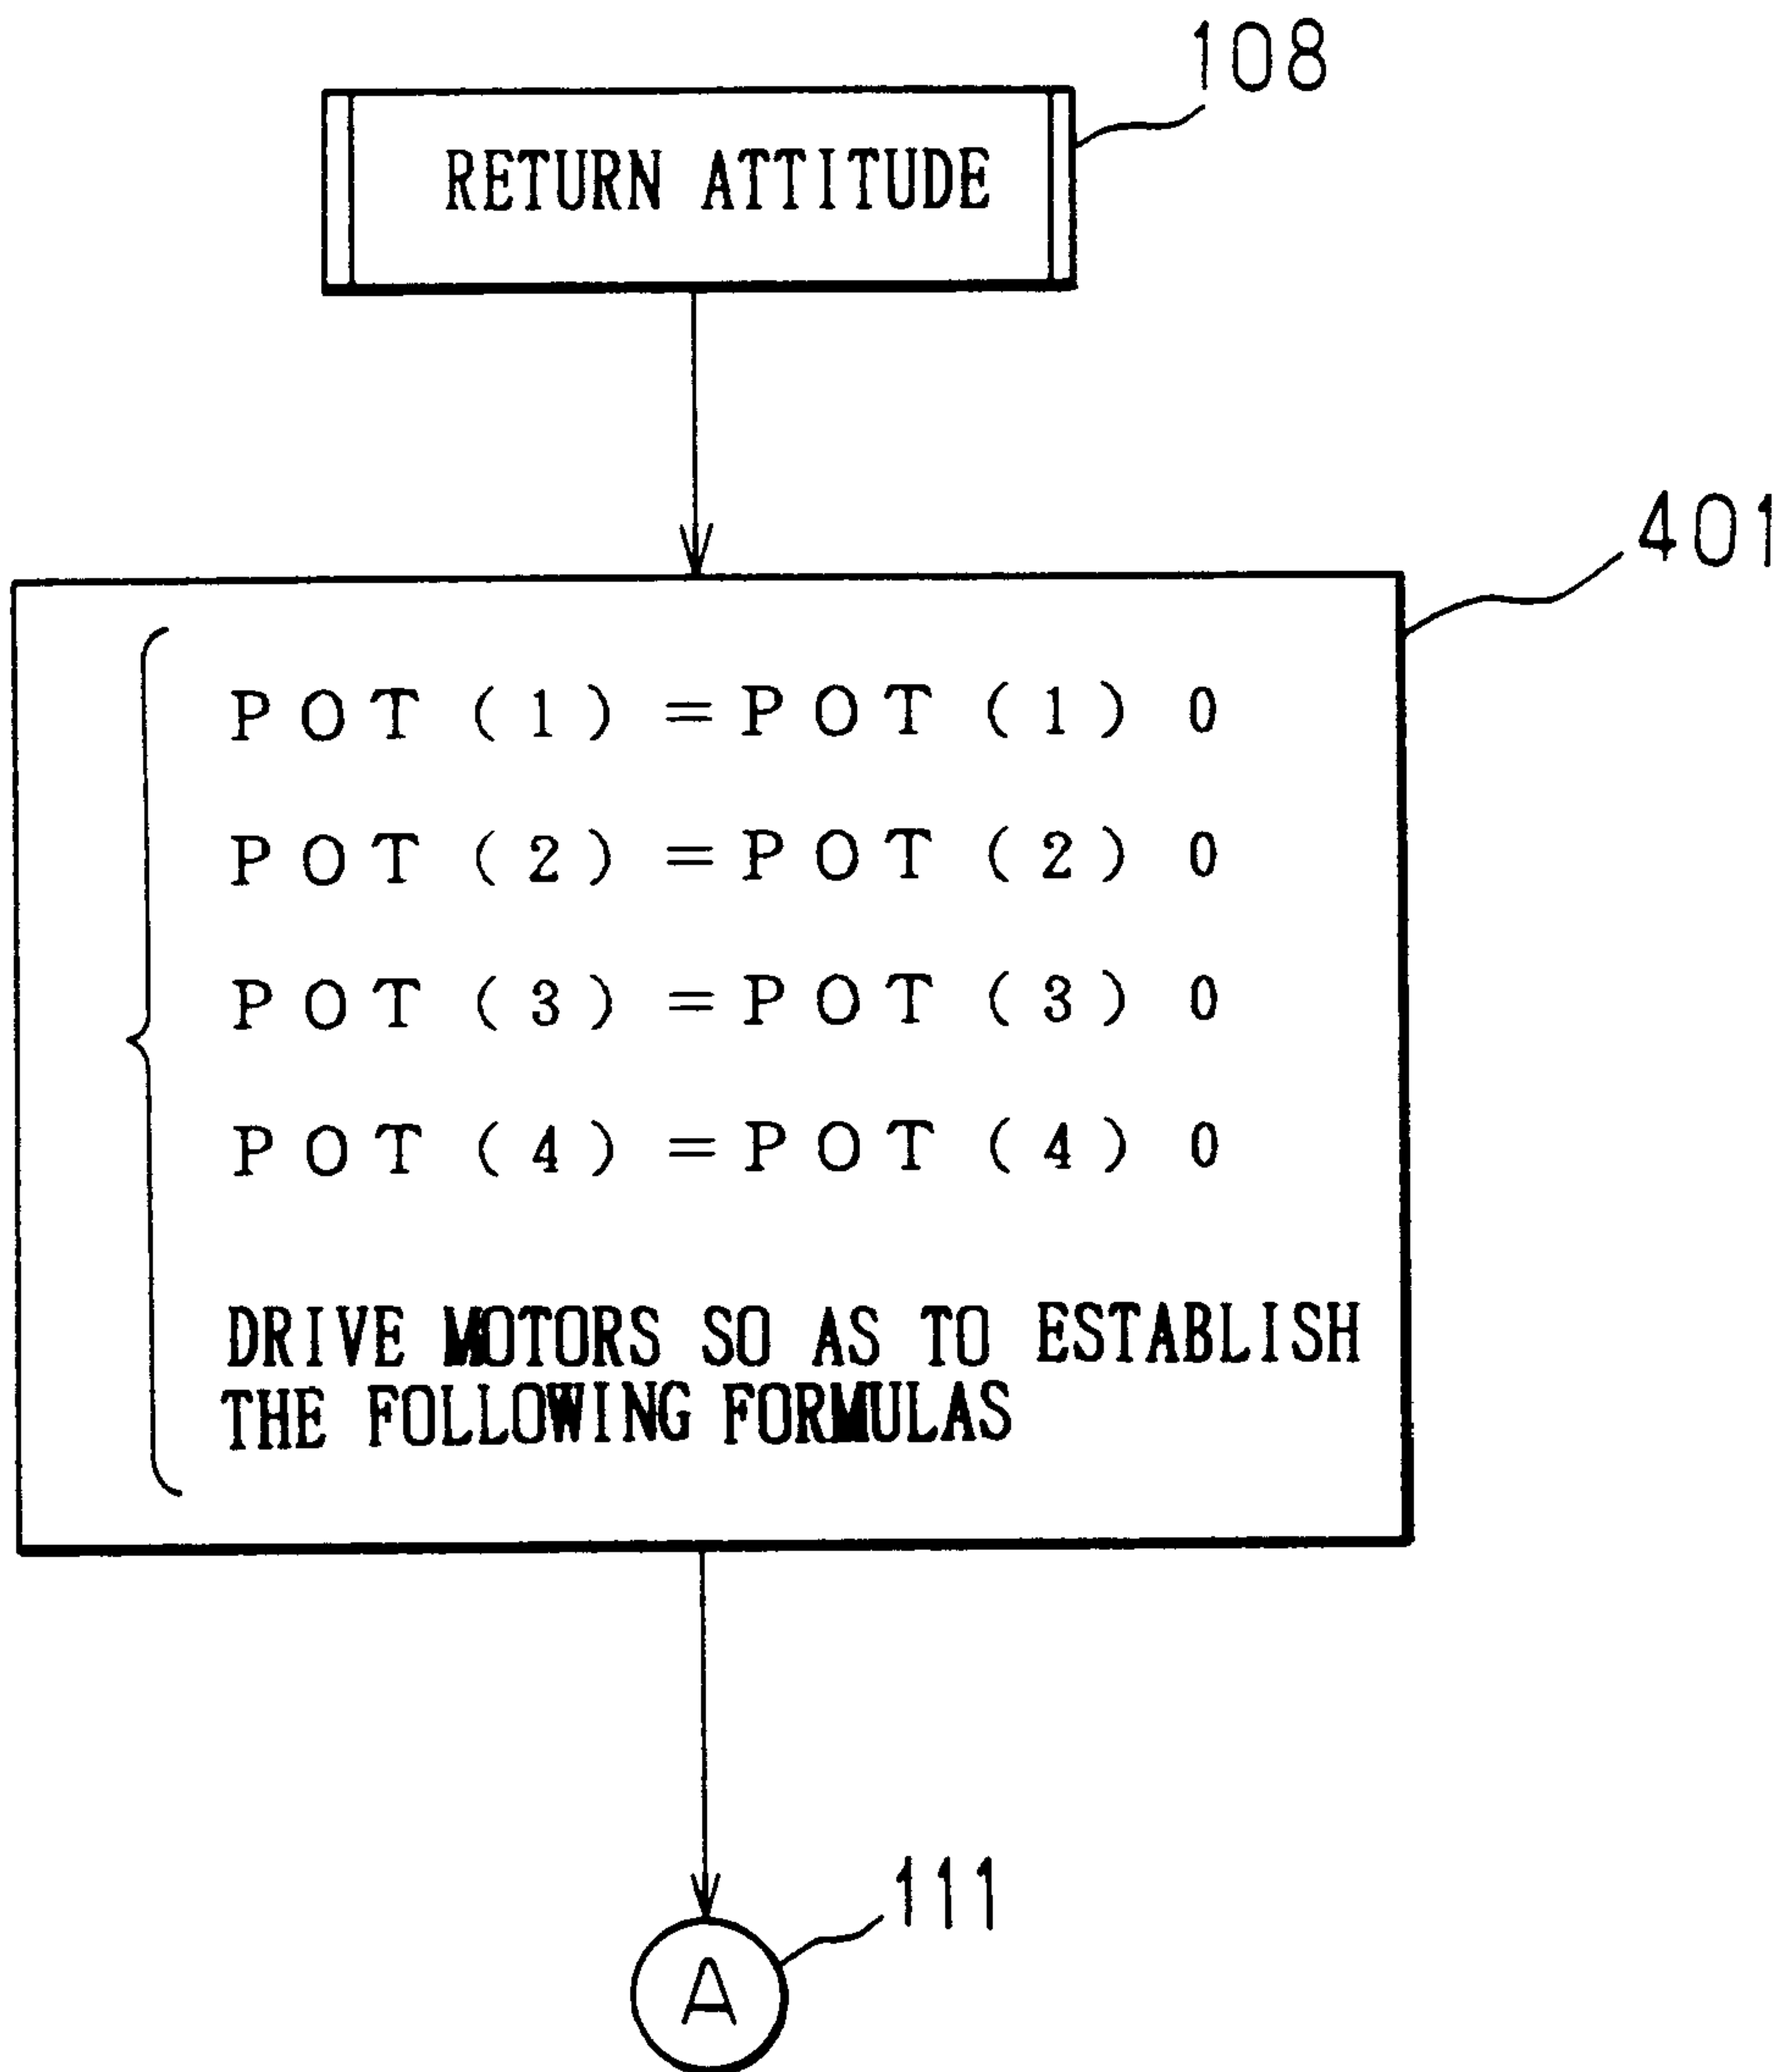 108
RETURN ATTITUDE
401
POT (1) = POT (1) 0
POT (2) = POT (2) 0
POT (3) = POT (3) 0
POT (4) = POT (4) 0
DRIVE MOTORS SO AS TO ESTABLISH
THE FOLLOWING FORMULAS
111
A